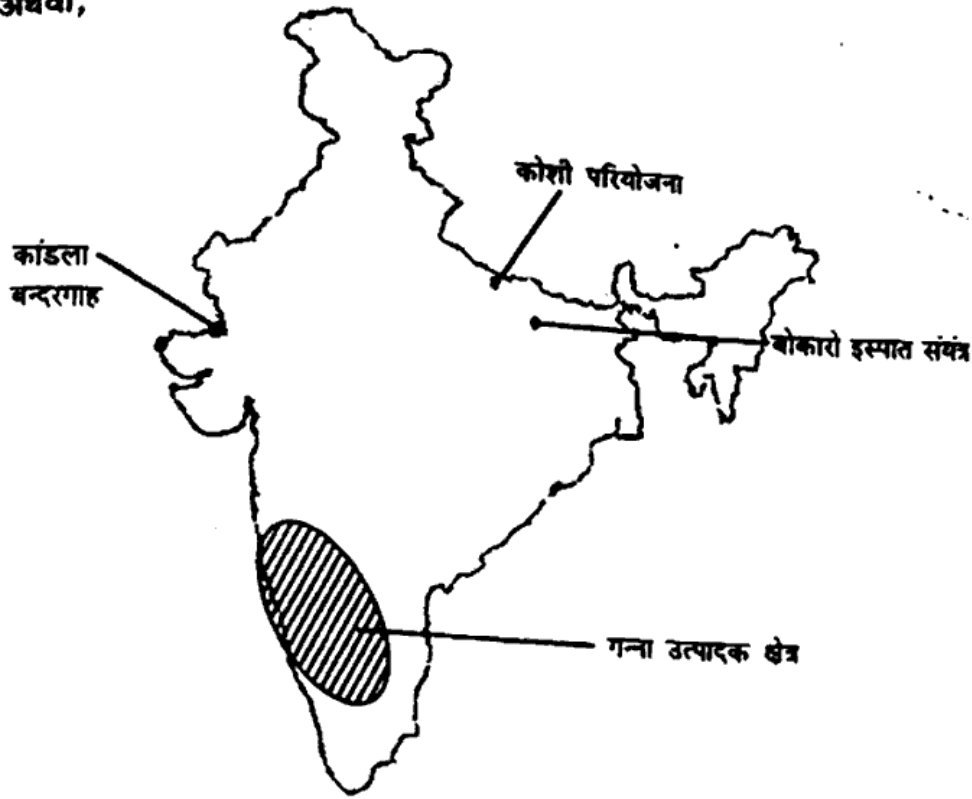 अथवा,
कोशी परियोजना
कांडला
बन्दरगाह
बोकारो इस्पात संयंत्र
गन्ना उत्पादक क्षेत्र